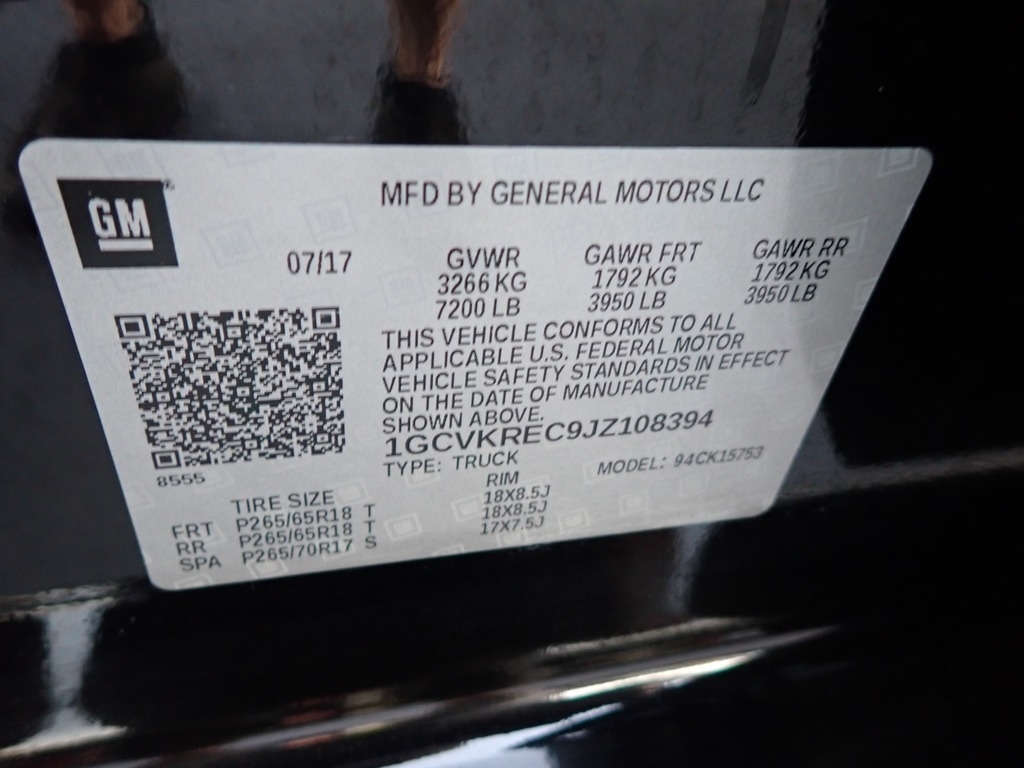 GM
MFD BY GENERAL MOTORS LLC
07/17
GVWR GAWR FRT GAWR RR
3266 KG 1792 KG 1792 KG
7200 LB 3950 LB 3950 LB
THIS VEHICLE CONFORMS TO ALL
APPLICABLE U.S. FEDERAL MOTOR
VEHICLE SAFETY STANDARDS IN EFFECT
ON THE DATE OF MANUFACTURE
SHOWN ABOVE.
1GCVKREC9JZ108394
TYPE: TRUCK MODEL: 94CK15753
8555
TIRE SIZE RIM
FRT P265/65R18 T 18X8.5J
RR P265/65R18 T 18X8.5J
SPA P265/70R17 S 17X7.5J